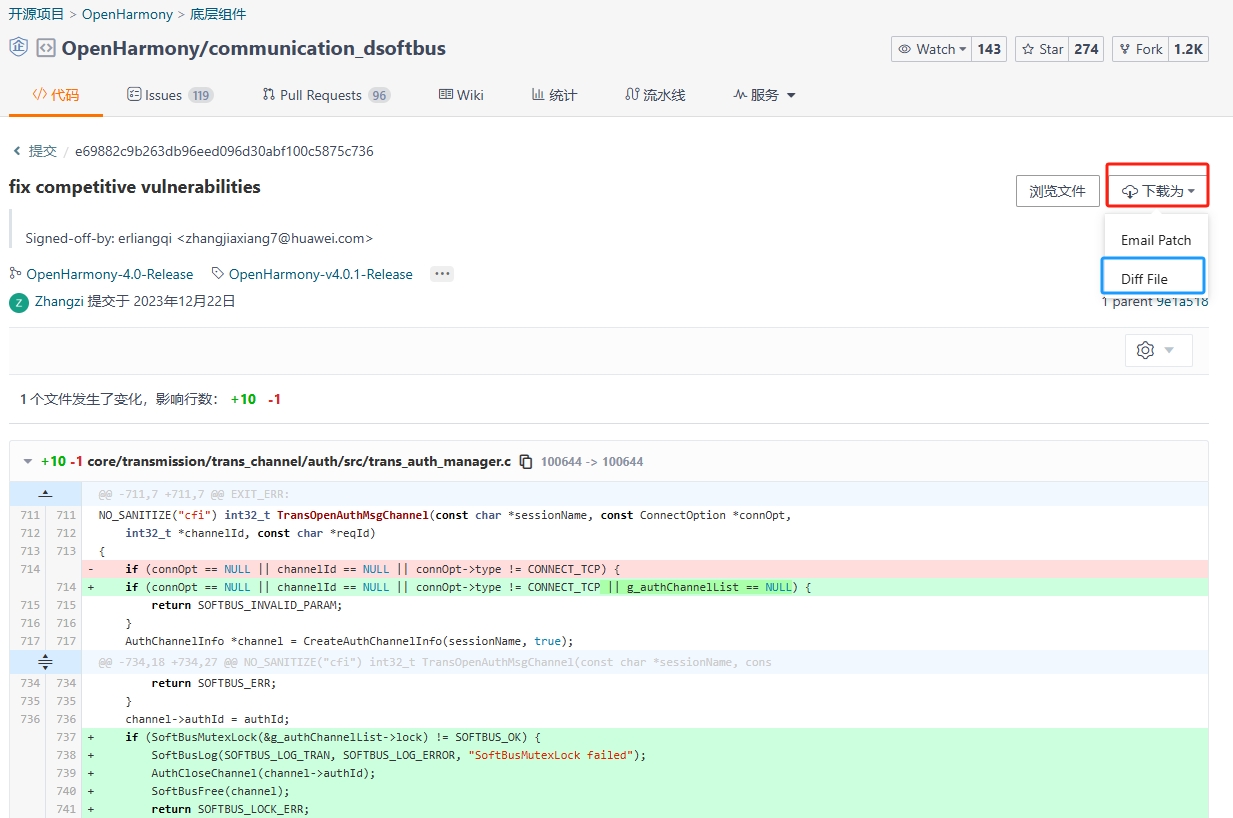 开源项目 > OpenHarmony > 底层组件
OpenHarmony/communication_dsoftbus
Watch 143 Star 274 Fork 1.2K
代码 Issues 119 Pull Requests 96 Wiki 统计 流水线 服务
提交 / e69882c9b263db96eed096d30abf100c5875c736
fix competitive vulnerabilities
浏览文件 下载为
Signed-off-by: erliangqi <zhangjiaxiang7@huawei.com>
Email Patch
OpenHarmony-4.0-Release OpenHarmony-v4.0.1-Release ...
Diff File
Z Zhangzi 提交于 2023年12月22日
1 parent 9e1a518
1 个文件发生了变化，影响行数： +10 -1
+10 -1 core/transmission/trans_channel/auth/src/trans_auth_manager.c 100644 -> 100644
@@ -711,7 +711,7 @@ EXIT_ERR:
711 711 NO_SANITIZE("cfi") int32_t TransOpenAuthMsgChannel(const char *sessionName, const ConnectOption *connOpt,
712 712 int32_t *channelId, const char *reqId)
713 713 {
714 - if (connOpt == NULL || channelId == NULL || connOpt->type != CONNECT_TCP) {
714 + if (connOpt == NULL || channelId == NULL || connOpt->type != CONNECT_TCP || g_authChannelList == NULL) {
715 715 return SOFTBUS_INVALID_PARAM;
716 716 }
717 717 AuthChannelInfo *channel = CreateAuthChannelInfo(sessionName, true);
@@ -734,18 +734,27 @@ NO_SANITIZE("cfi") int32_t TransOpenAuthMsgChannel(const char *sessionName, cons
734 734 return SOFTBUS_ERR;
735 735 }
736 736 channel->authId = authId;
737 + if (SoftBusMutexLock(&g_authChannelList->lock) != SOFTBUS_OK) {
738 + SoftBusLog(SOFTBUS_LOG_TRAN, SOFTBUS_LOG_ERROR, "SoftBusMutexLock failed");
739 + AuthCloseChannel(channel->authId);
740 + SoftBusFree(channel);
741 + return SOFTBUS_LOCK_ERR;